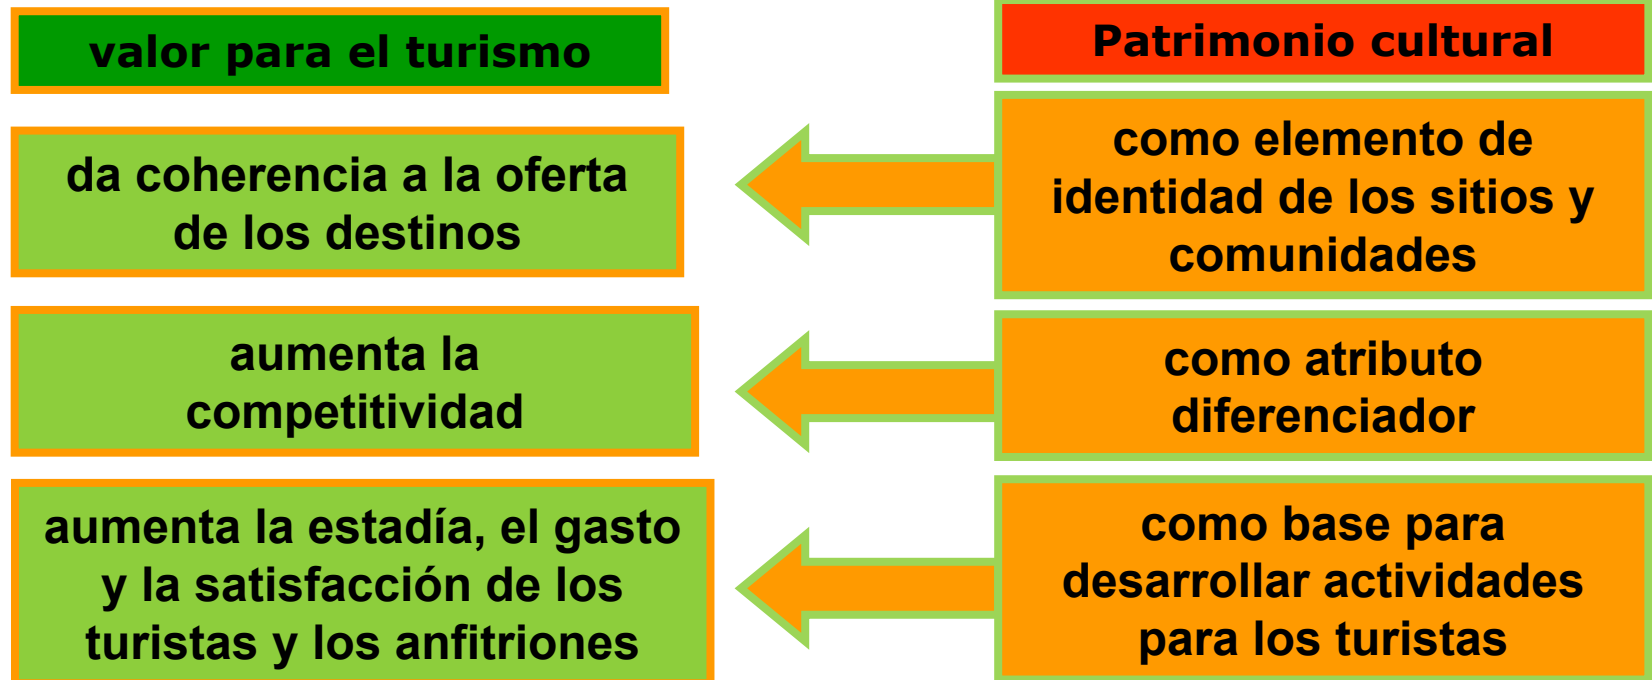 valor para el turismo
Patrimonio cultural
da coherencia a la oferta
de los destinos
como elemento de
identidad de los sitios y
comunidades
aumenta la
competitividad
como atributo
diferenciador
aumenta la estadía, el gasto
y la satisfacción de los
turistas y los anfitriones
como base para
desarrollar actividades
para los turistas